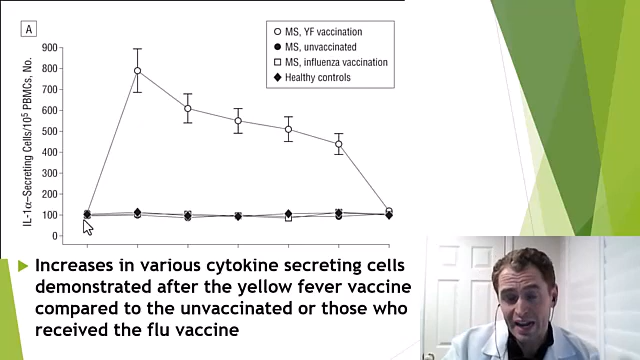 A
MS, YF vaccination
MS, unvaccinated
MS, influenza vaccination
Healthy controls
IL-1α–Secreting Cells/10⁵ PBMCs, No.
900
800
700
600
500
400
300
200
100
0
Increases in various cytokine secreting cells
demonstrated after the yellow fever vaccine
compared to the unvaccinated or those who
received the flu vaccine